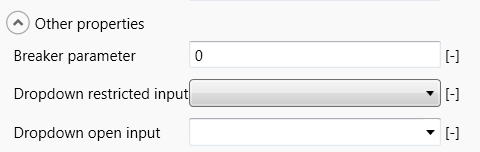 Other properties
Breaker parameter 0 [-]
Dropdown restricted input [-]
Dropdown open input [-]